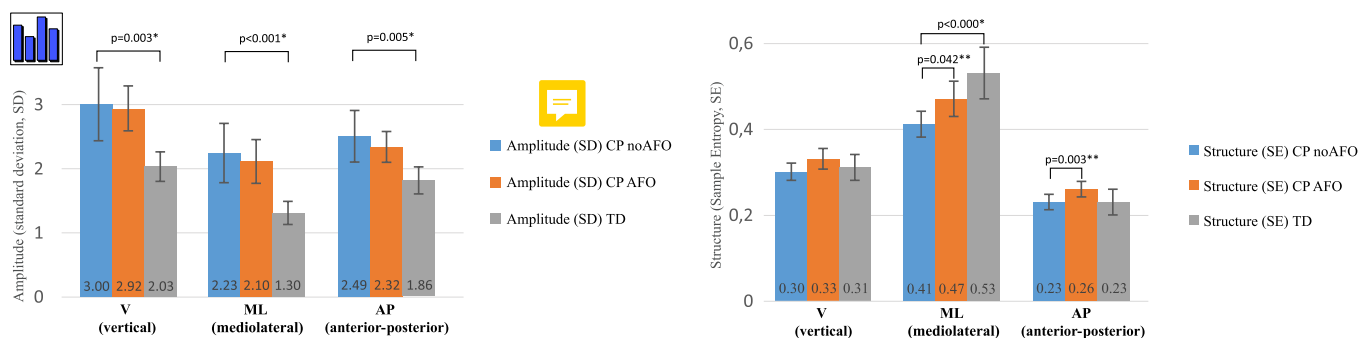 p=0.003*
p<0.001*
p=0.005*
Amplitude (standard deviation, SD)
3
2
1
0
3.00
2.92
2.03
2.23
2.10
1.30
2.49
2.32
1.86
V
(vertical)
ML
(mediolateral)
AP
(anterior-posterior)
Amplitude (SD) CP noAFO
Amplitude (SD) CP AFO
Amplitude (SD) TD
p<0.000*
p=0.042**
p=0.003**
Structure (Sample Entropy, SE)
0,6
0,4
0,2
0
0.30
0.33
0.31
0.41
0.47
0.53
0.23
0.26
0.23
V
(vertical)
ML
(mediolateral)
AP
(anterior-posterior)
Structure (SE) CP noAFO
Structure (SE) CP AFO
Structure (SE) TD